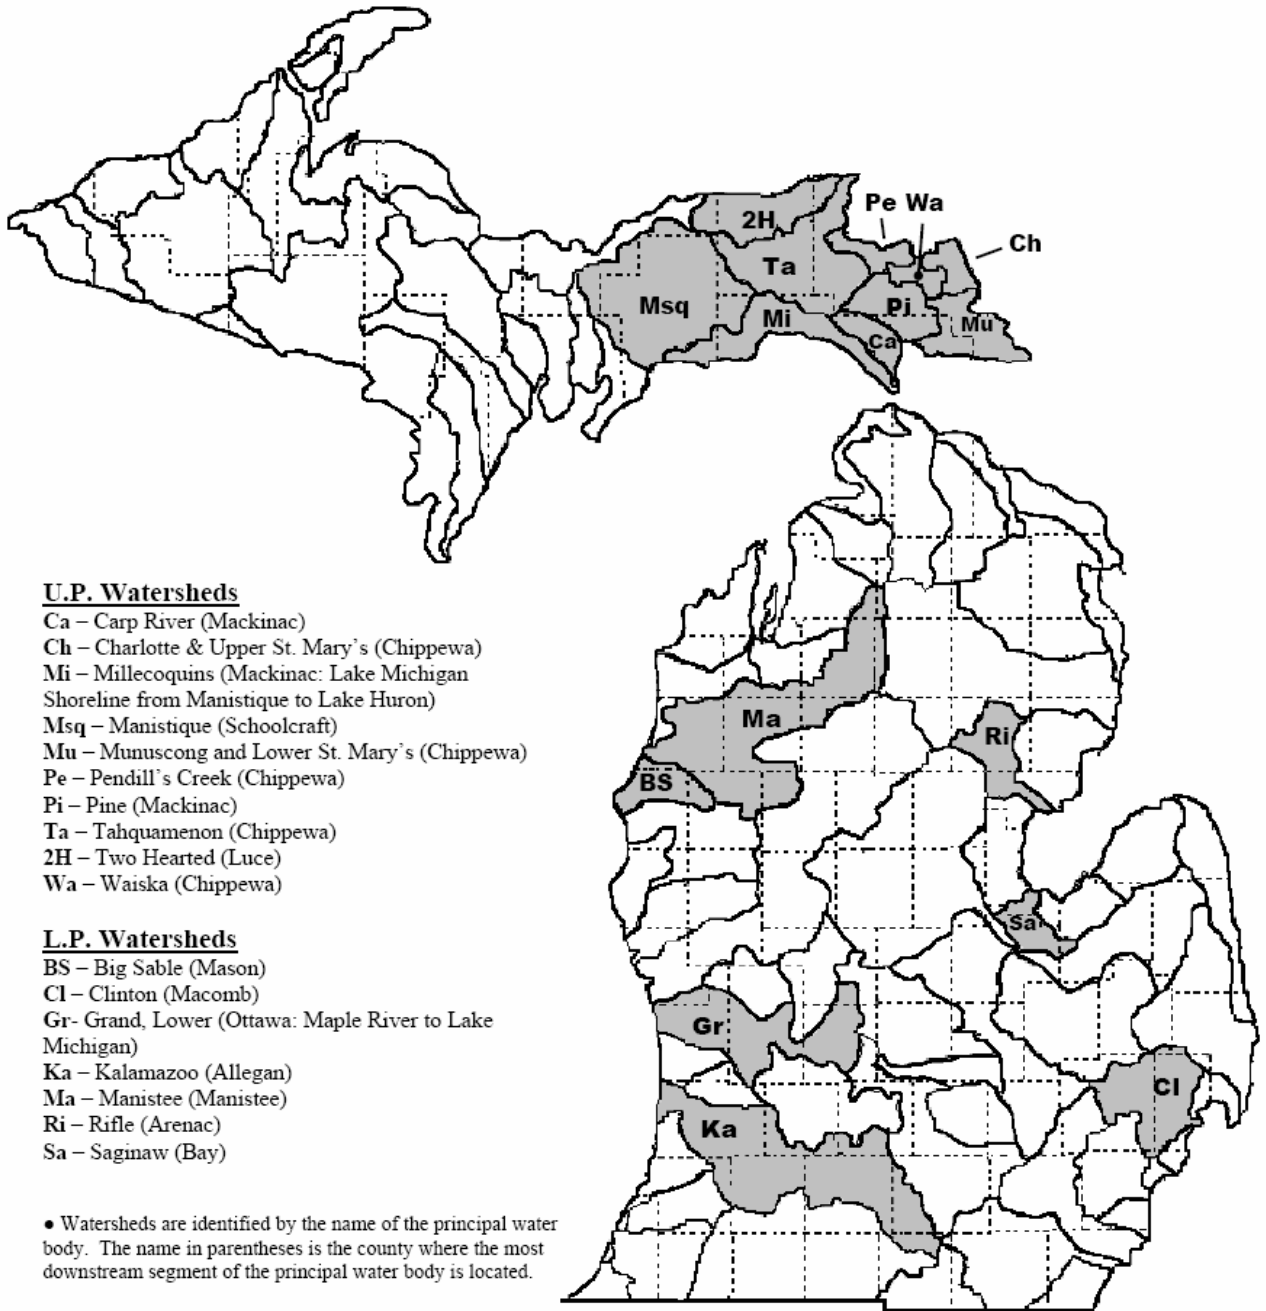 Pe Wa
Ch
2H
Ta
Msq
Mi
Pi
Mu
Ca
U.P. Watersheds
Ca – Carp River (Mackinac)
Ch – Charlotte & Upper St. Mary's (Chippewa)
Mi – Millecoquins (Mackinac: Lake Michigan
Shoreline from Manistique to Lake Huron)
Msq – Manistique (Schoolcraft)
Mu – Munuscong and Lower St. Mary's (Chippewa)
Pe – Pendill's Creek (Chippewa)
Pi – Pine (Mackinac)
Ta – Tahquamenon (Chippewa)
2H – Two Hearted (Luce)
Wa – Waiska (Chippewa)
L.P. Watersheds
BS – Big Sable (Mason)
Cl – Clinton (Macomb)
Gr- Grand, Lower (Ottawa: Maple River to Lake
Michigan)
Ka – Kalamazoo (Allegan)
Ma – Manistee (Manistee)
Ri – Rifle (Arenac)
Sa – Saginaw (Bay)
● Watersheds are identified by the name of the principal water
body.  The name in parentheses is the county where the most
downstream segment of the principal water body is located.
Ma
Ri
BS
Sa
Gr
Cl
Ka